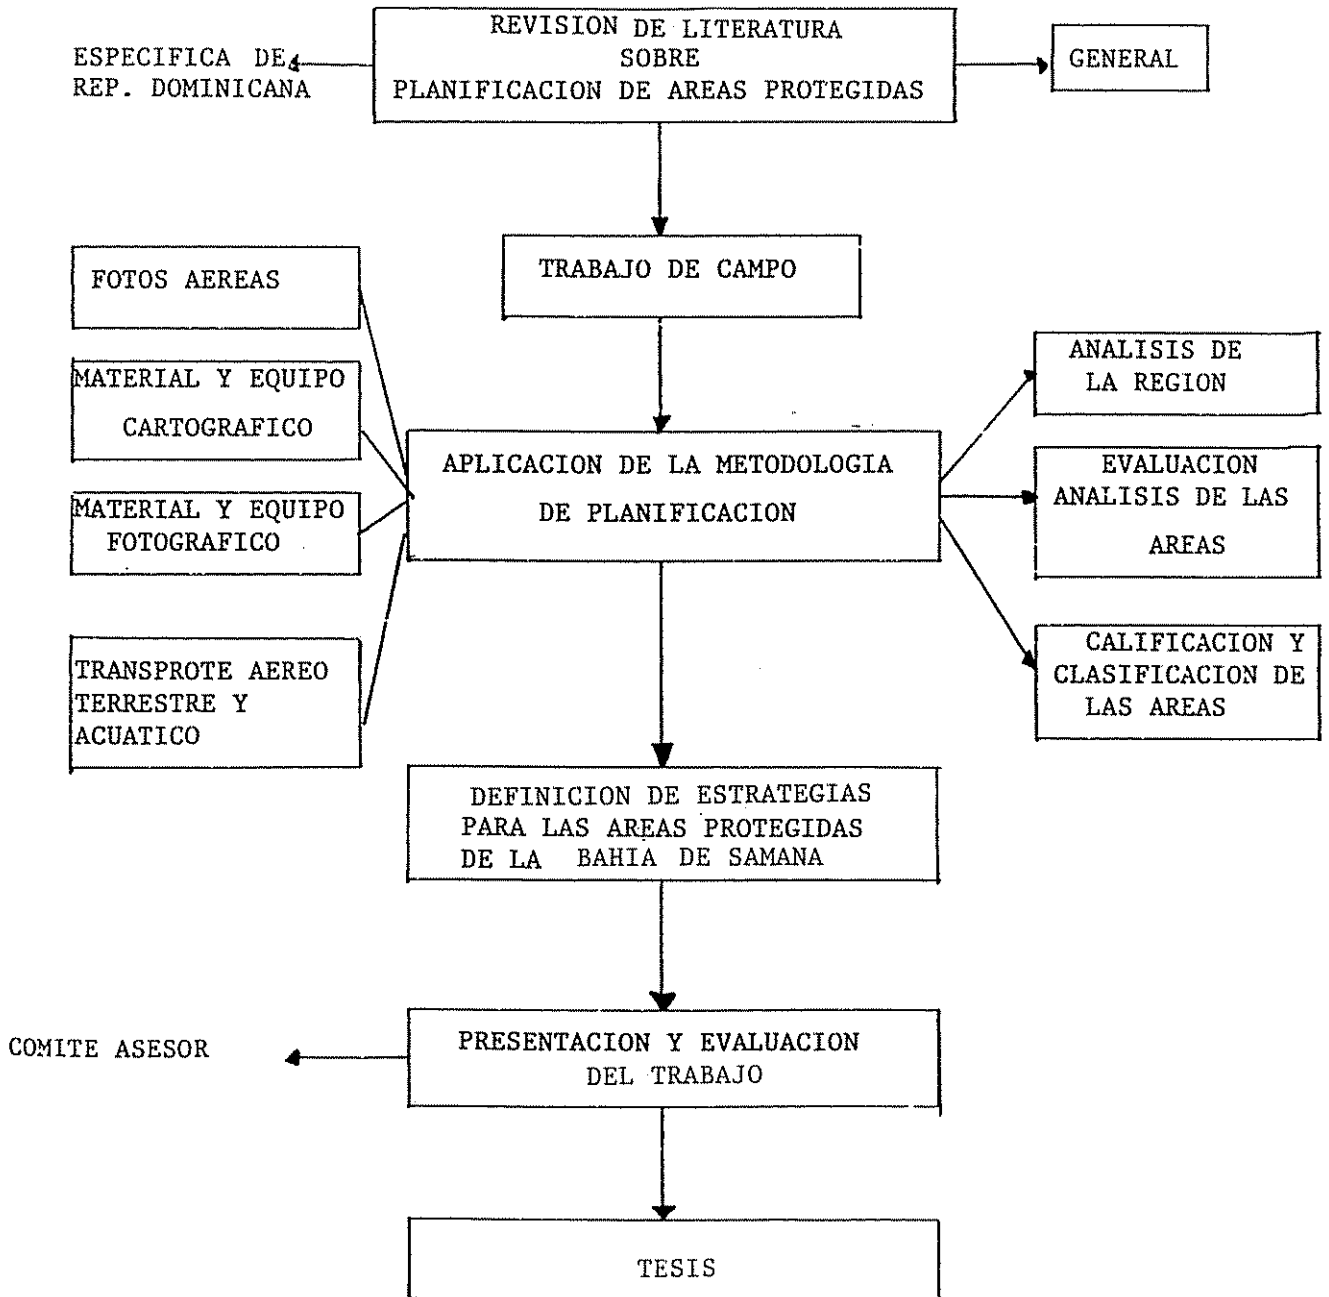 REVISION DE LITERATURA
SOBRE
PLANIFICACION DE AREAS PROTEGIDAS
ESPECIFICA DE
REP. DOMINICANA
GENERAL
TRABAJO DE CAMPO
FOTOS AEREAS
MATERIAL Y EQUIPO
CARTOGRAFICO
MATERIAL Y EQUIPO
FOTOGRAFICO
TRANSPROTE AEREO
TERRESTRE Y
ACUATICO
APLICACION DE LA METODOLOGIA
DE PLANIFICACION
ANALISIS DE
LA REGION
EVALUACION
ANALISIS DE LAS
AREAS
CALIFICACION Y
CLASIFICACION DE
LAS AREAS
DEFINICION DE ESTRATEGIAS
PARA LAS AREAS PROTEGIDAS
DE LA BAHIA DE SAMANA
PRESENTACION Y EVALUACION
DEL TRABAJO
COMITE ASESOR
TESIS